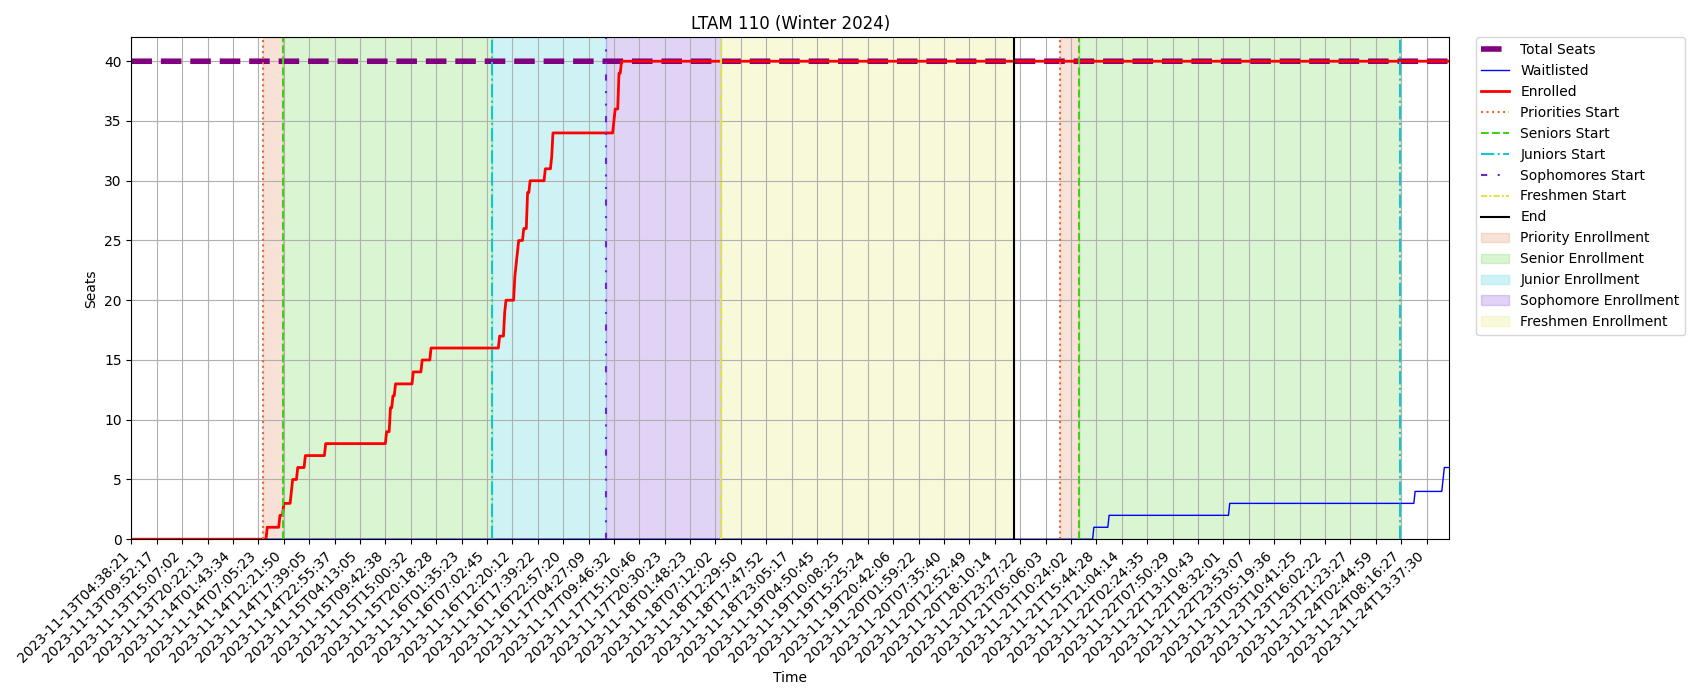 LTAM 110 (Winter 2024)
Seats
40
35
30
25
20
15
10
5
0
2023-11-13T04:38:21
2023-11-13T09:52:17
2023-11-13T15:07:02
2023-11-13T20:22:13
2023-11-14T01:43:34
2023-11-14T07:05:23
2023-11-14T12:21:50
2023-11-14T17:39:05
2023-11-14T22:55:37
2023-11-15T04:13:05
2023-11-15T09:42:38
2023-11-15T15:00:32
2023-11-15T20:18:28
2023-11-16T01:35:23
2023-11-16T07:02:45
2023-11-16T12:20:12
2023-11-16T17:39:22
2023-11-16T22:57:20
2023-11-17T04:27:09
2023-11-17T09:46:32
2023-11-17T15:10:46
2023-11-17T20:30:23
2023-11-18T01:48:23
2023-11-18T07:12:02
2023-11-18T12:29:50
2023-11-18T17:47:52
2023-11-18T23:05:17
2023-11-19T04:50:45
2023-11-19T10:08:25
2023-11-19T15:25:24
2023-11-19T20:42:06
2023-11-20T01:59:22
2023-11-20T07:35:40
2023-11-20T12:52:49
2023-11-20T18:10:14
2023-11-20T23:27:22
2023-11-21T05:06:03
2023-11-21T10:24:02
2023-11-21T15:44:28
2023-11-21T21:04:14
2023-11-22T02:24:35
2023-11-22T07:50:29
2023-11-22T13:10:43
2023-11-22T18:32:01
2023-11-22T23:53:07
2023-11-23T05:19:36
2023-11-23T10:41:25
2023-11-23T16:02:22
2023-11-23T21:23:27
2023-11-24T02:44:59
2023-11-24T08:16:27
2023-11-24T13:37:30
Time
Total Seats
Waitlisted
Enrolled
Priorities Start
Seniors Start
Juniors Start
Sophomores Start
Freshmen Start
End
Priority Enrollment
Senior Enrollment
Junior Enrollment
Sophomore Enrollment
Freshmen Enrollment